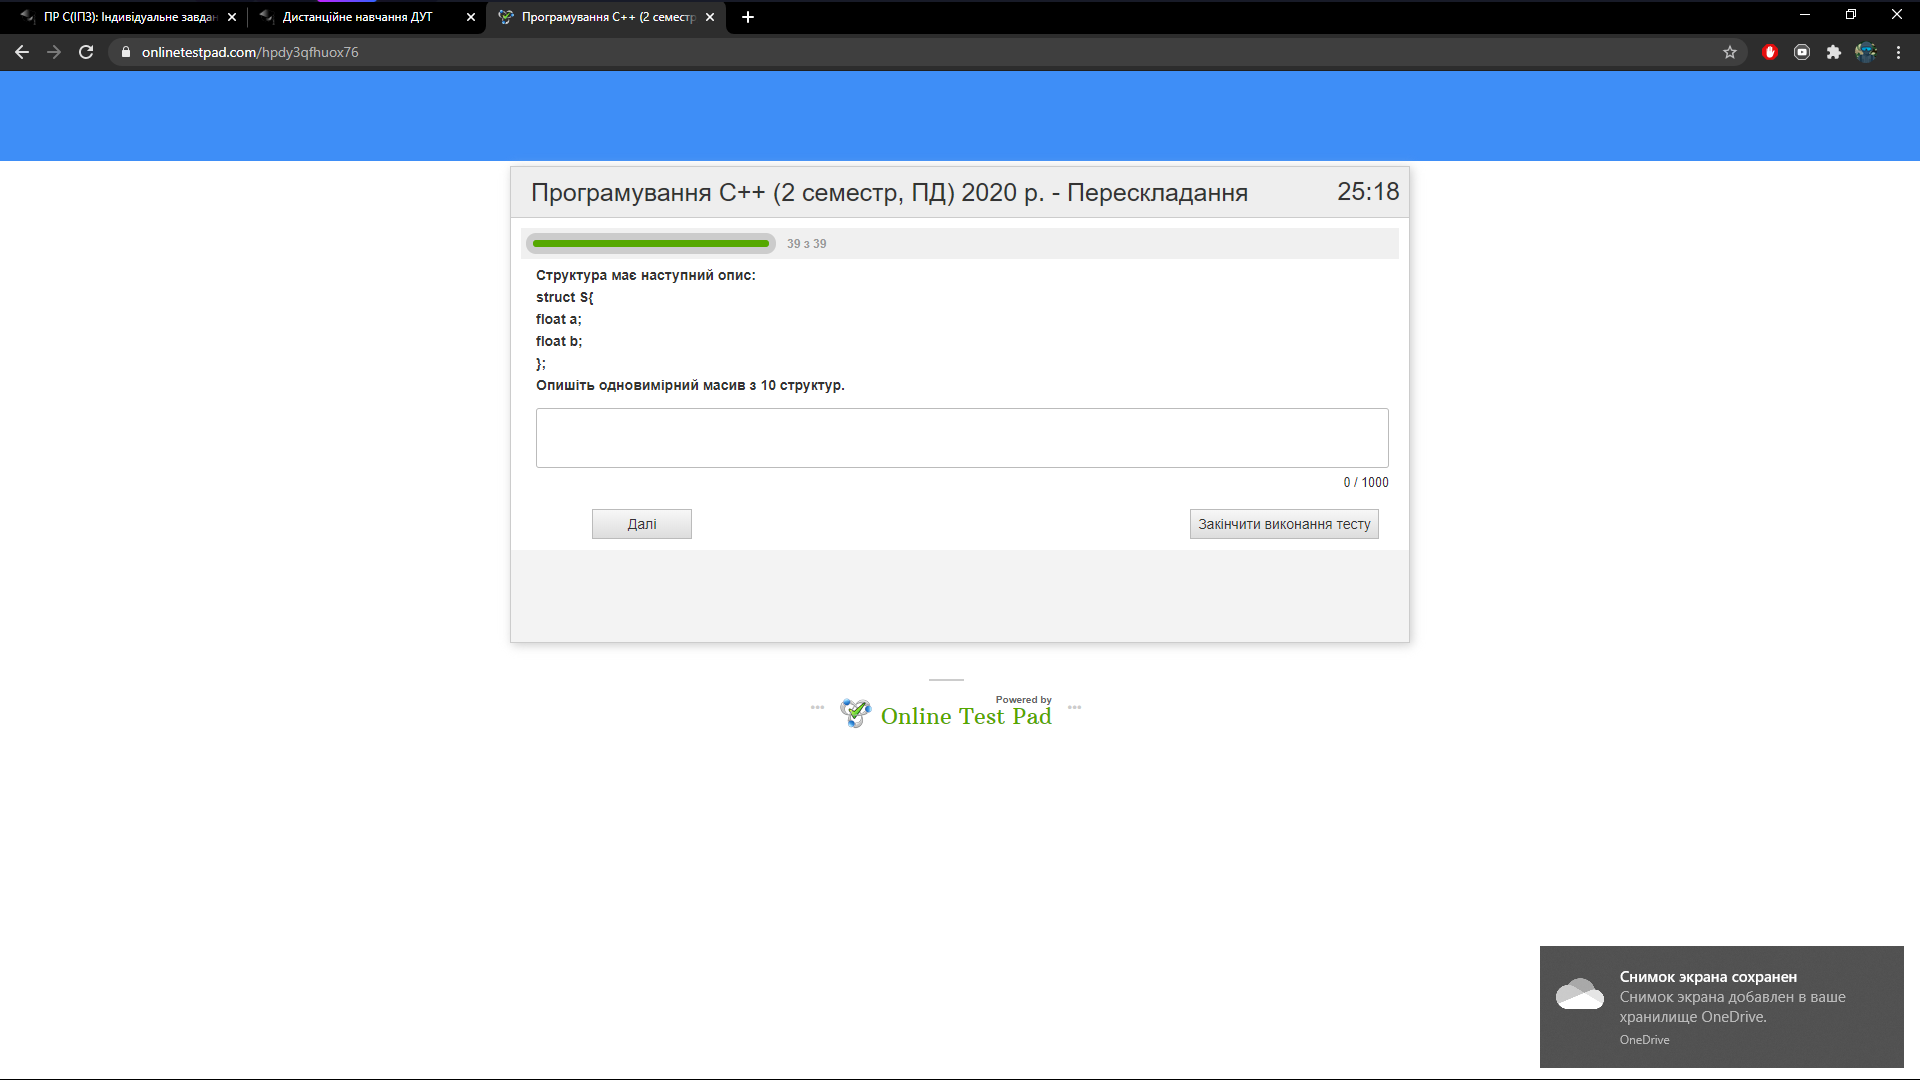 ПР С(ІПЗ): Індивідуальне завдан
Дистанційне навчання ДУТ
Програмування С++ (2 семестр
onlinetestpad.com/hpdy3qfhuox76
Програмування С++ (2 семестр, ПД) 2020 р. - Перескладання
25:18
39 з 39
Структура має наступний опис:
struct S{
float a;
float b;
};
Опишіть одновимірний масив з 10 структур.
0 / 1000
Далі
Закінчити виконання тесту
Powered by
Online Test Pad
Снимок экрана сохранен
Снимок экрана добавлен в ваше
хранилище OneDrive.
OneDrive